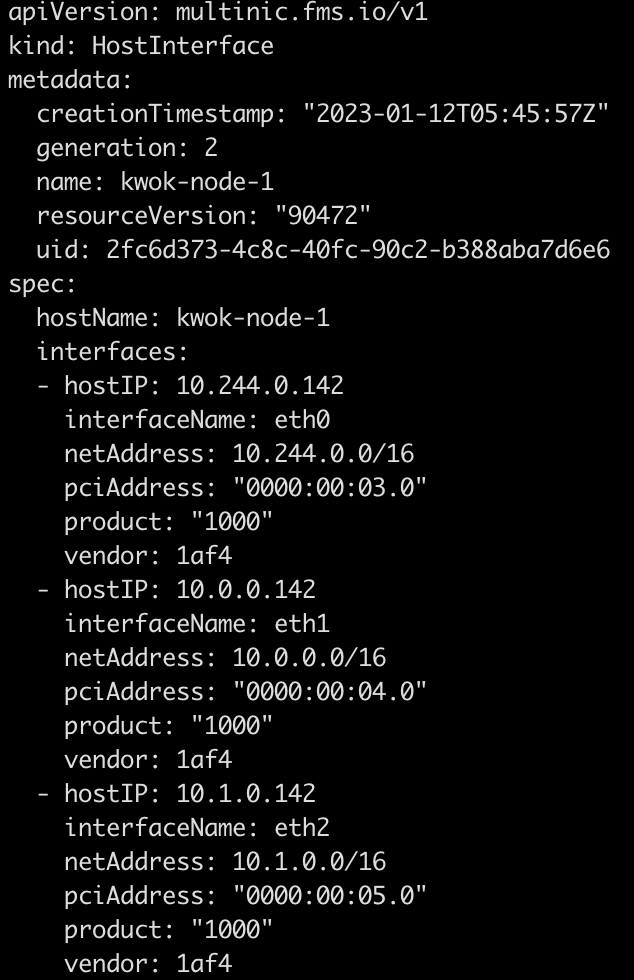 apiVersion: multinic.fms.io/v1
kind: HostInterface
metadata:
  creationTimestamp: "2023-01-12T05:45:57Z"
  generation: 2
  name: kwok-node-1
  resourceVersion: "90472"
  uid: 2fc6d373-4c8c-40fc-90c2-b388aba7d6e6
spec:
  hostName: kwok-node-1
  interfaces:
  - hostIP: 10.244.0.142
    interfaceName: eth0
    netAddress: 10.244.0.0/16
    pciAddress: "0000:00:03.0"
    product: "1000"
    vendor: 1af4
  - hostIP: 10.0.0.142
    interfaceName: eth1
    netAddress: 10.0.0.0/16
    pciAddress: "0000:00:04.0"
    product: "1000"
    vendor: 1af4
  - hostIP: 10.1.0.142
    interfaceName: eth2
    netAddress: 10.1.0.0/16
    pciAddress: "0000:00:05.0"
    product: "1000"
    vendor: 1af4